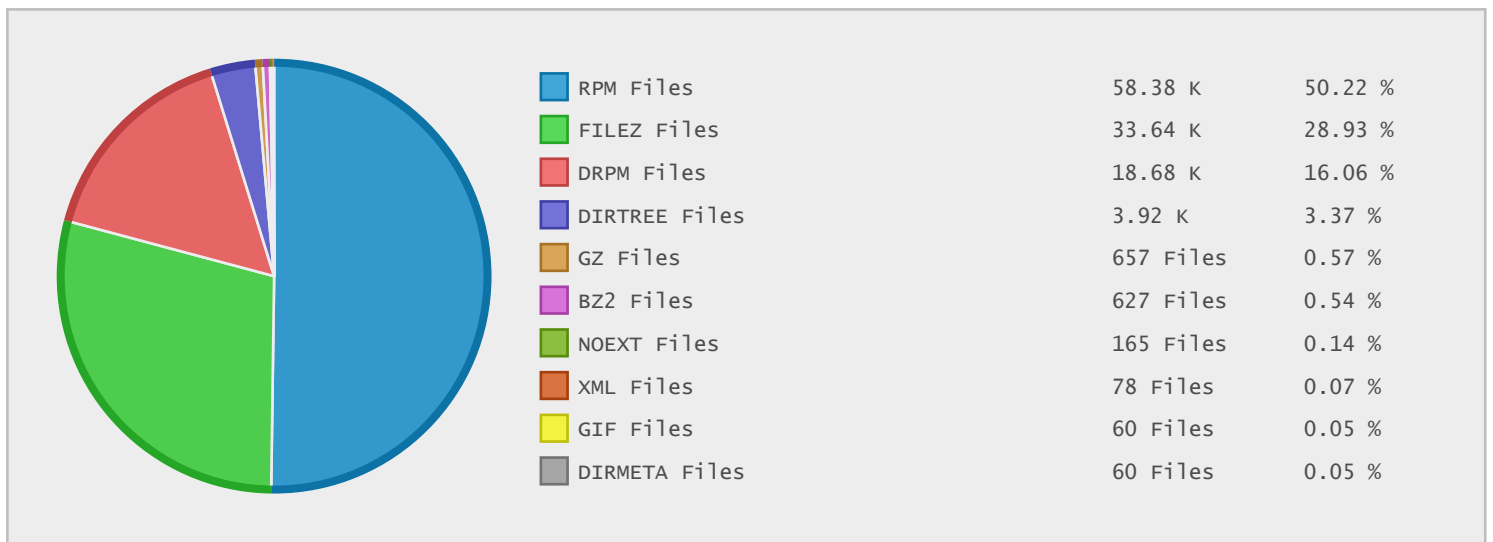 RPM Files 58.38 K 50.22 %
FILEZ Files 33.64 K 28.93 %
DRPM Files 18.68 K 16.06 %
DIRTREE Files 3.92 K 3.37 %
GZ Files 657 Files 0.57 %
BZ2 Files 627 Files 0.54 %
NOEXT Files 165 Files 0.14 %
XML Files 78 Files 0.07 %
GIF Files 60 Files 0.05 %
DIRMETA Files 60 Files 0.05 %